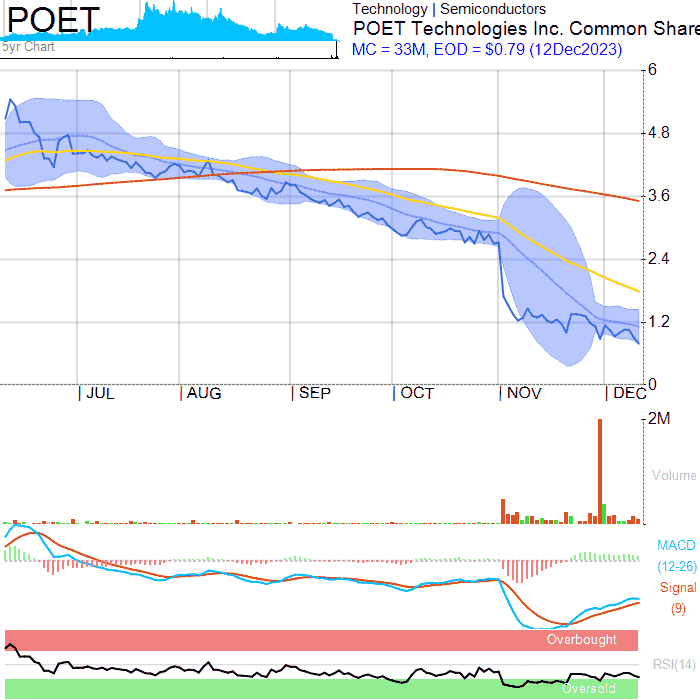 POET
5yr Chart
Technology | Semiconductors
POET Technologies Inc. Common Share
MC = 33M, EOD = $0.79 (12Dec2023)
6
4.8
3.6
2.4
1.2
0
| JUL | AUG | SEP | OCT | NOV | DEC
2M
Volume
MACD
(12-26)
Signal
(9)
Overbought
RSI(14)
Oversold